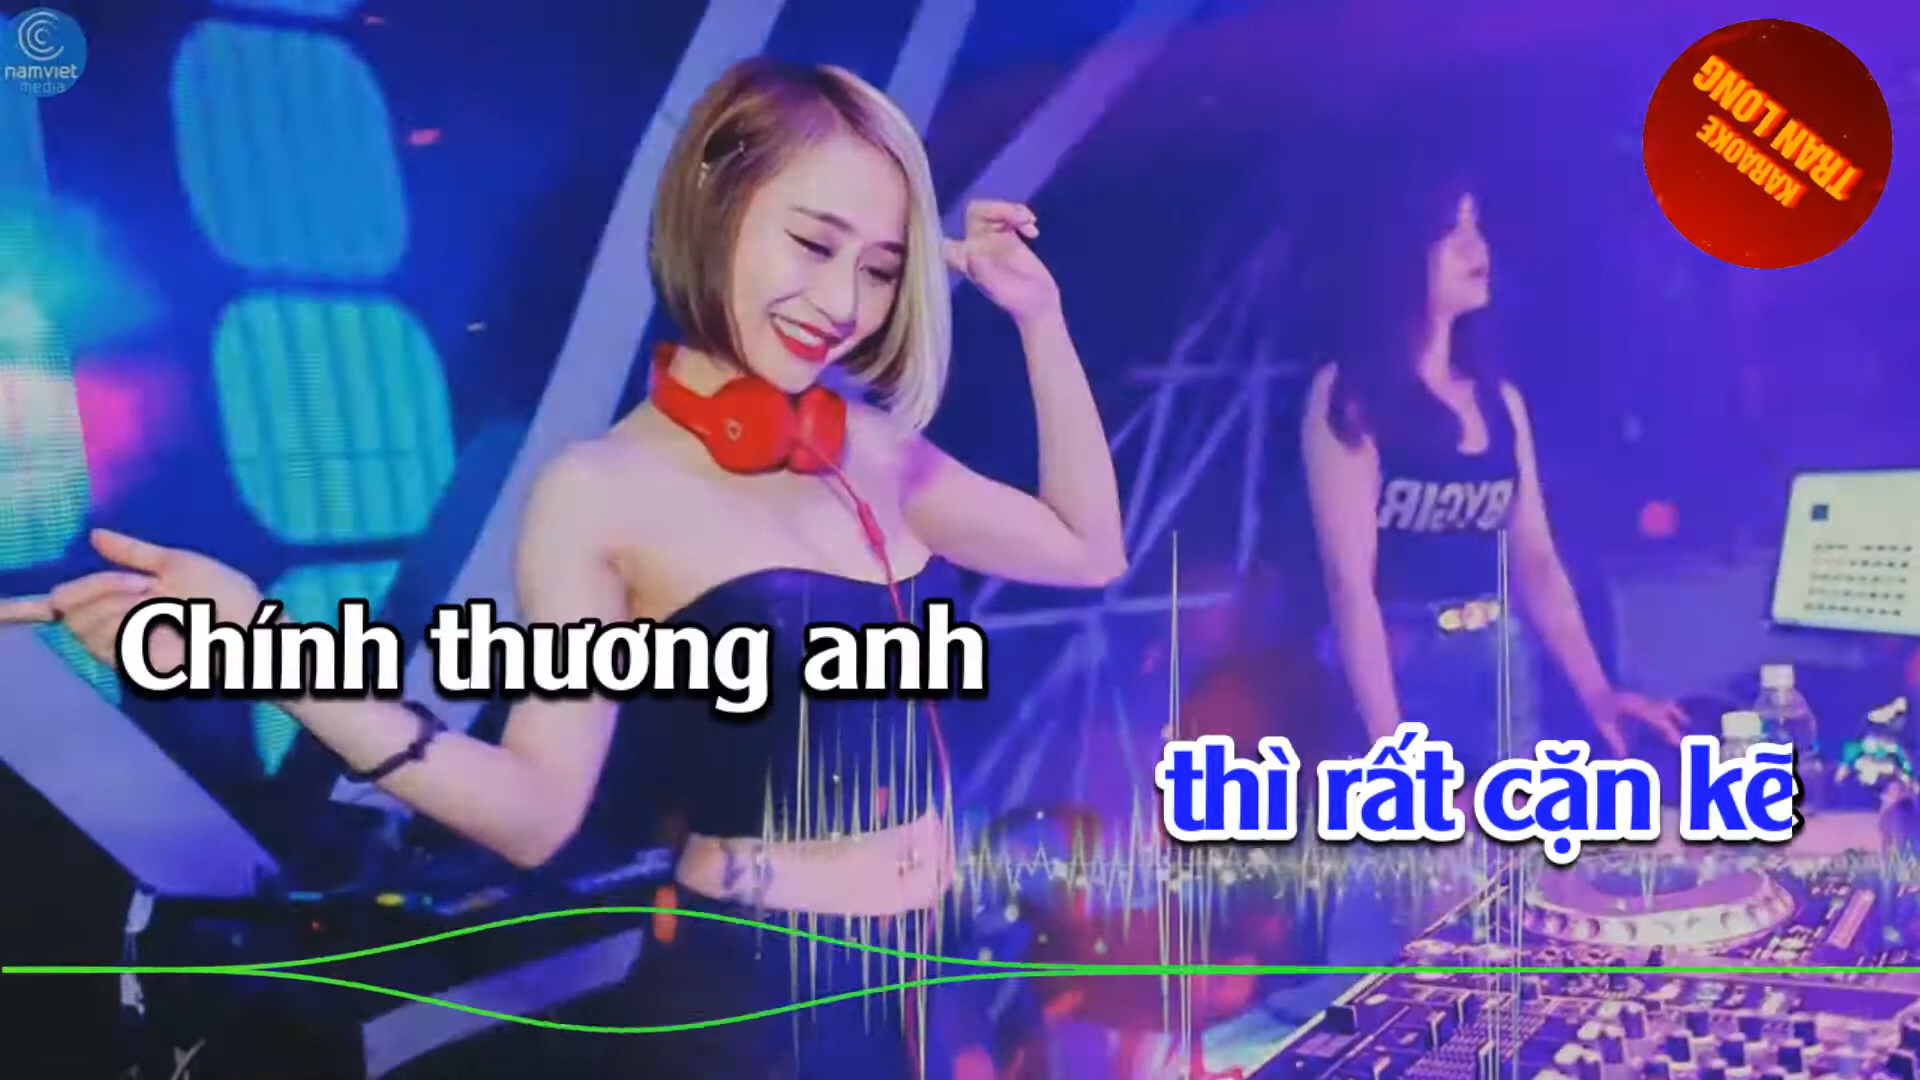 namviet
media
TRAN LONG
KARAOKE
Chính thương anh
thì rất cặn kẽ